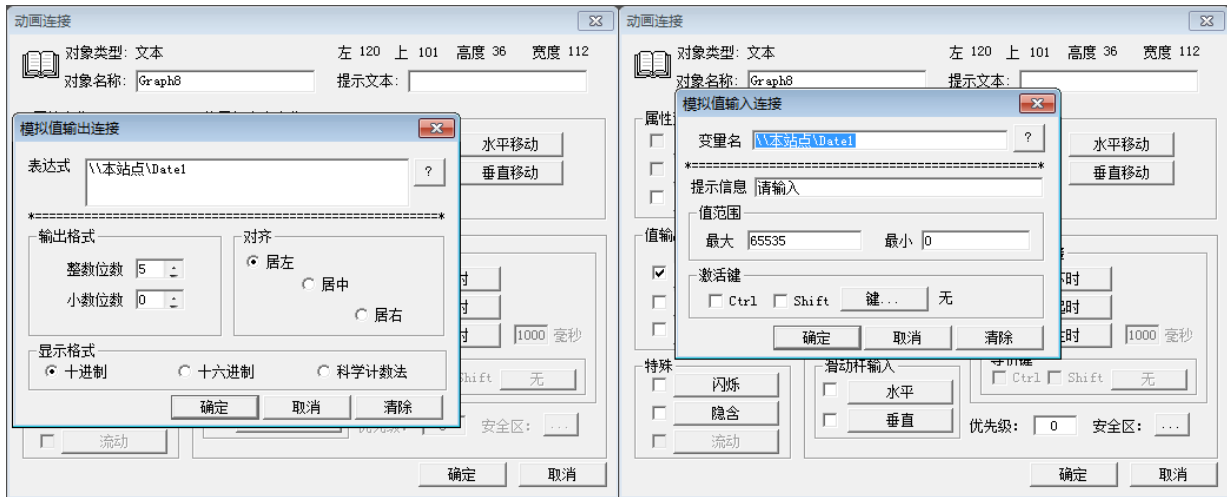 动画连接
对象类型: 文本 左 120 上 101 高度 36 宽度 112
对象名称: Graph8 提示文本:
模拟值输出连接
水平移动
表达式 \\本站点\Date1 ?
垂直移动
*==================================================*
输出格式 对齐
整数位数 5 居左
小数位数 0 居中
居右
1000 毫秒
显示格式
十进制 十六进制 科学计数法
Shift 无
确定 取消 清除
流动 优先级: 0 安全区: ...
确定 取消
动画连接
对象类型: 文本 左 120 上 101 高度 36 宽度 112
对象名称: Graph8 提示文本:
模拟值输入连接
变量名 \\本站点\Date1 ?
水平移动
*==================================================*
垂直移动
提示信息 请输入
值范围
最大 65535 最小 0
激活键
Ctrl Shift 键... 无
确定 取消 清除
1000 毫秒
特殊 滑动杆输入
闪烁 水平 Ctrl Shift 无
隐含 垂直 优先级: 0 安全区: ...
流动
确定 取消